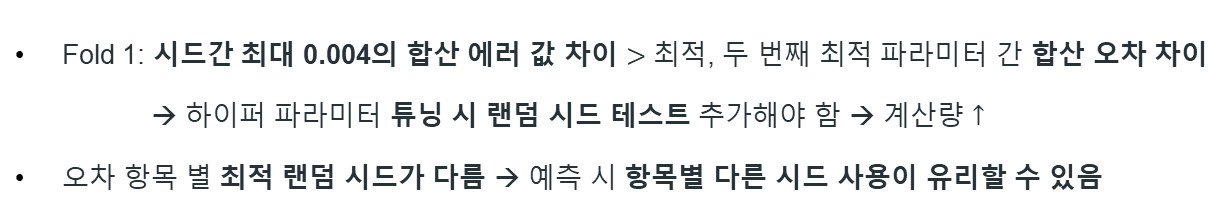 • Fold 1: 시드간 최대 0.004의 합산 에러 값 차이 > 최적, 두 번째 최적 파라미터 간 합산 오차 차이
→ 하이퍼 파라미터 튜닝 시 랜덤 시드 테스트 추가해야 함 → 계산량 ↑
• 오차 항목 별 최적 랜덤 시드가 다름 → 예측 시 항목별 다른 시드 사용이 유리할 수 있음